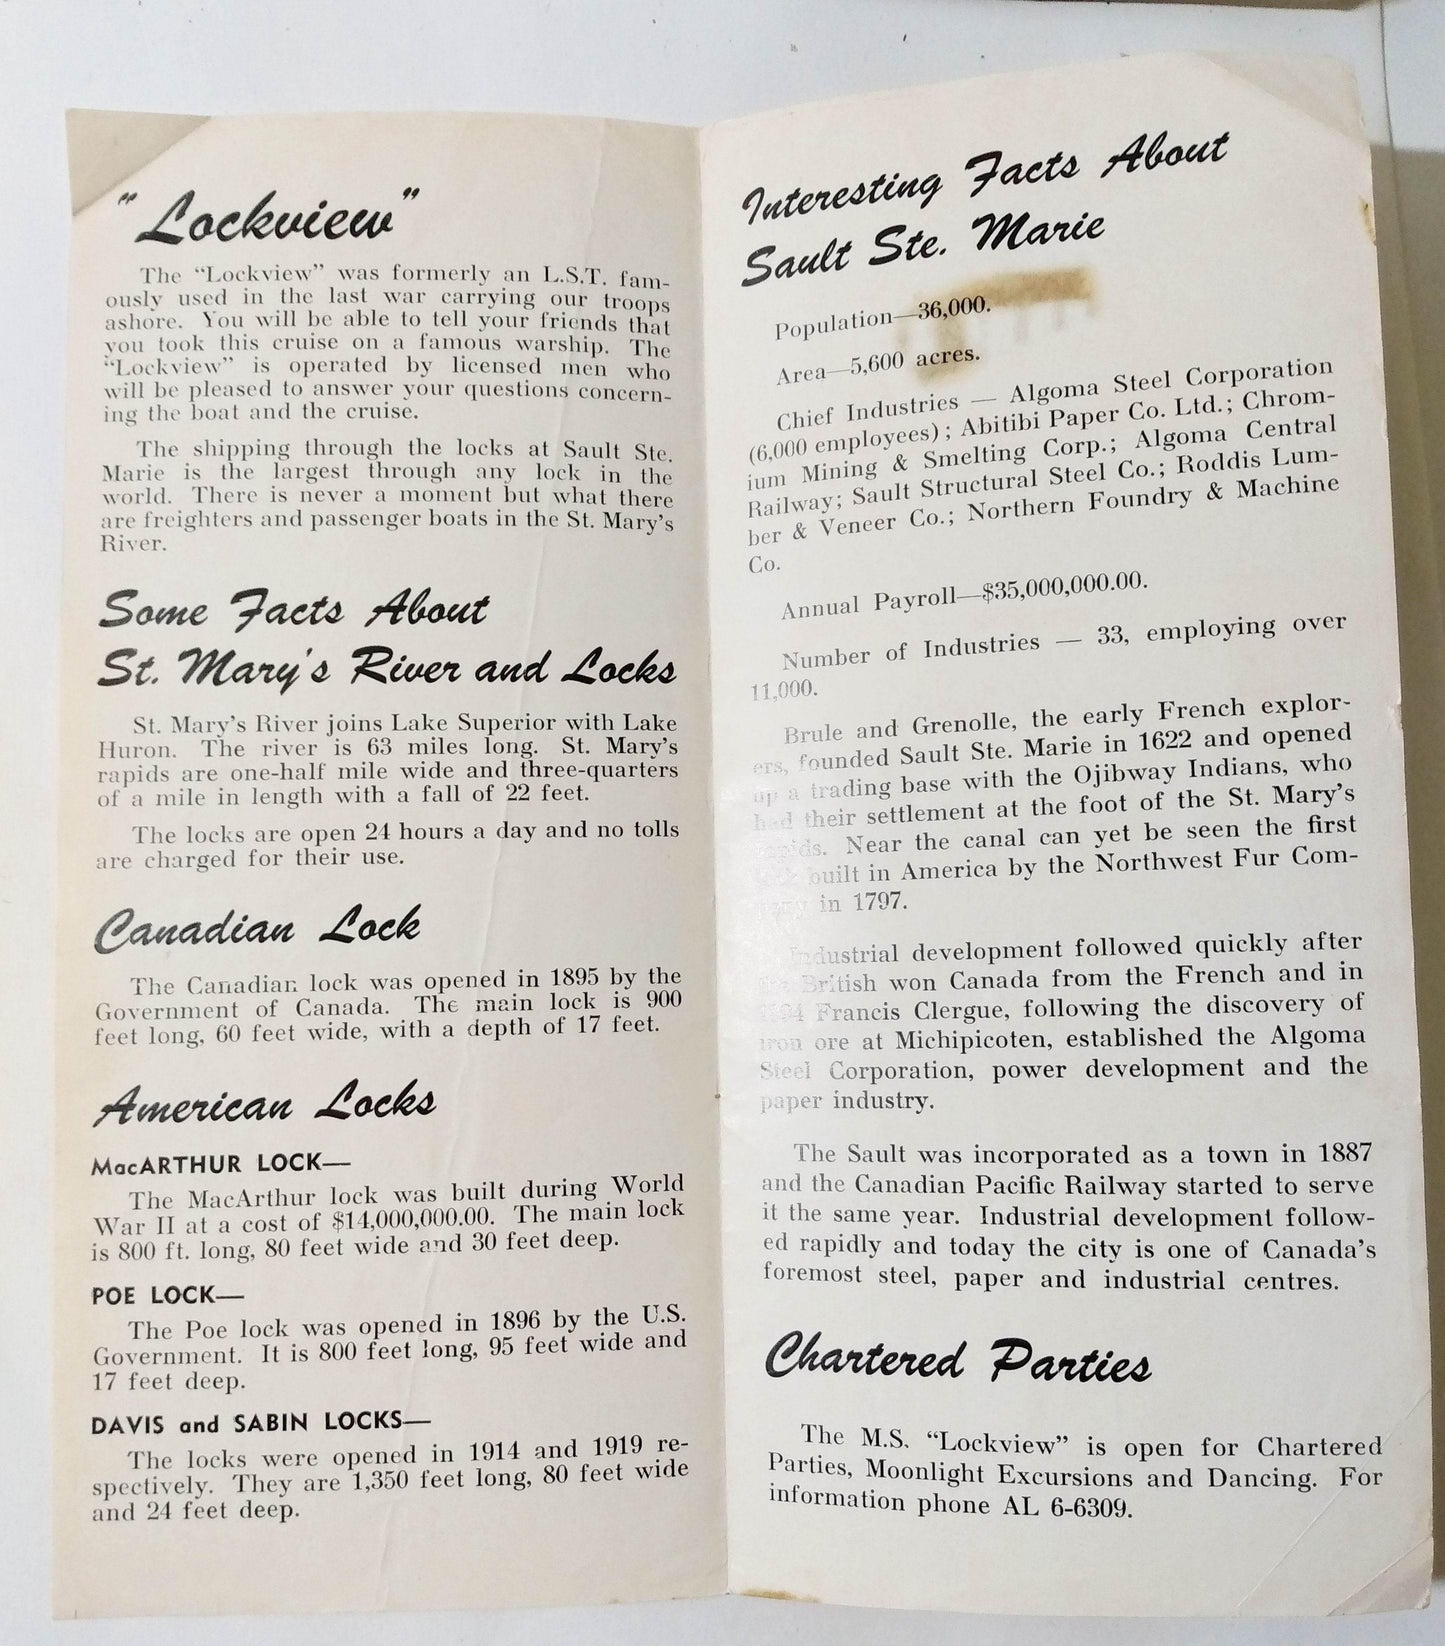 "Lockview"
The "Lockview" was formerly an L.S.T. fam-
ously used in the last war carrying our troops
ashore. You will be able to tell your friends that
you took this cruise on a famous warship. The
"Lockview" is operated by licensed men who
will be pleased to answer your questions concern-
ing the boat and the cruise.
The shipping through the locks at Sault Ste.
Marie is the largest through any lock in the
world. There is never a moment but what there
are freighters and passenger boats in the St. Mary's
River.
Some Facts About
St. Mary's River and Locks
St. Mary's River joins Lake Superior with Lake
Huron. The river is 63 miles long. St. Mary's
rapids are one-half mile wide and three-quarters
of a mile in length with a fall of 22 feet.
The locks are open 24 hours a day and no tolls
are charged for their use.
Canadian Lock
The Canadian lock was opened in 1895 by the
Government of Canada. The main lock is 900
feet long, 60 feet wide, with a depth of 17 feet.
American Locks
MacARTHUR LOCK—
The MacArthur lock was built during World
War II at a cost of $14,000,000.00. The main lock
is 800 ft. long, 80 feet wide and 30 feet deep.
POE LOCK—
The Poe lock was opened in 1896 by the U.S.
Government. It is 800 feet long, 95 feet wide and
17 feet deep.
DAVIS and SABIN LOCKS—
The locks were opened in 1914 and 1919 re-
spectively. They are 1,350 feet long, 80 feet wide
and 24 feet deep.
Interesting Facts About
Sault Ste. Marie
Population—36,000.
Area—5,600 acres.
Chief Industries — Algoma Steel Corporation
(6,000 employees); Abitibi Paper Co. Ltd.; Chrom-
ium Mining & Smelting Corp.; Algoma Central
Railway; Sault Structural Steel Co.; Roddis Lum-
ber & Veneer Co.; Northern Foundry & Machine
Co.
Annual Payroll—$35,000,000.00.
Number of Industries — 33, employing over
11,000.
Brule and Grenolle, the early French explor-
ers, founded Sault Ste. Marie in 1622 and opened
up a trading base with the Ojibway Indians, who
had their settlement at the foot of the St. Mary's
rapids. Near the canal can yet be seen the first
built in America by the Northwest Fur Com-
in 1797.
Industrial development followed quickly after
the British won Canada from the French and in
Francis Clergue, following the discovery of
iron ore at Michipicoten, established the Algoma
Steel Corporation, power development and the
paper industry.
The Sault was incorporated as a town in 1887
and the Canadian Pacific Railway started to serve
it the same year. Industrial development follow-
ed rapidly and today the city is one of Canada's
foremost steel, paper and industrial centres.
Chartered Parties
The M.S. "Lockview" is open for Chartered
Parties, Moonlight Excursions and Dancing. For
information phone AL 6-6309.